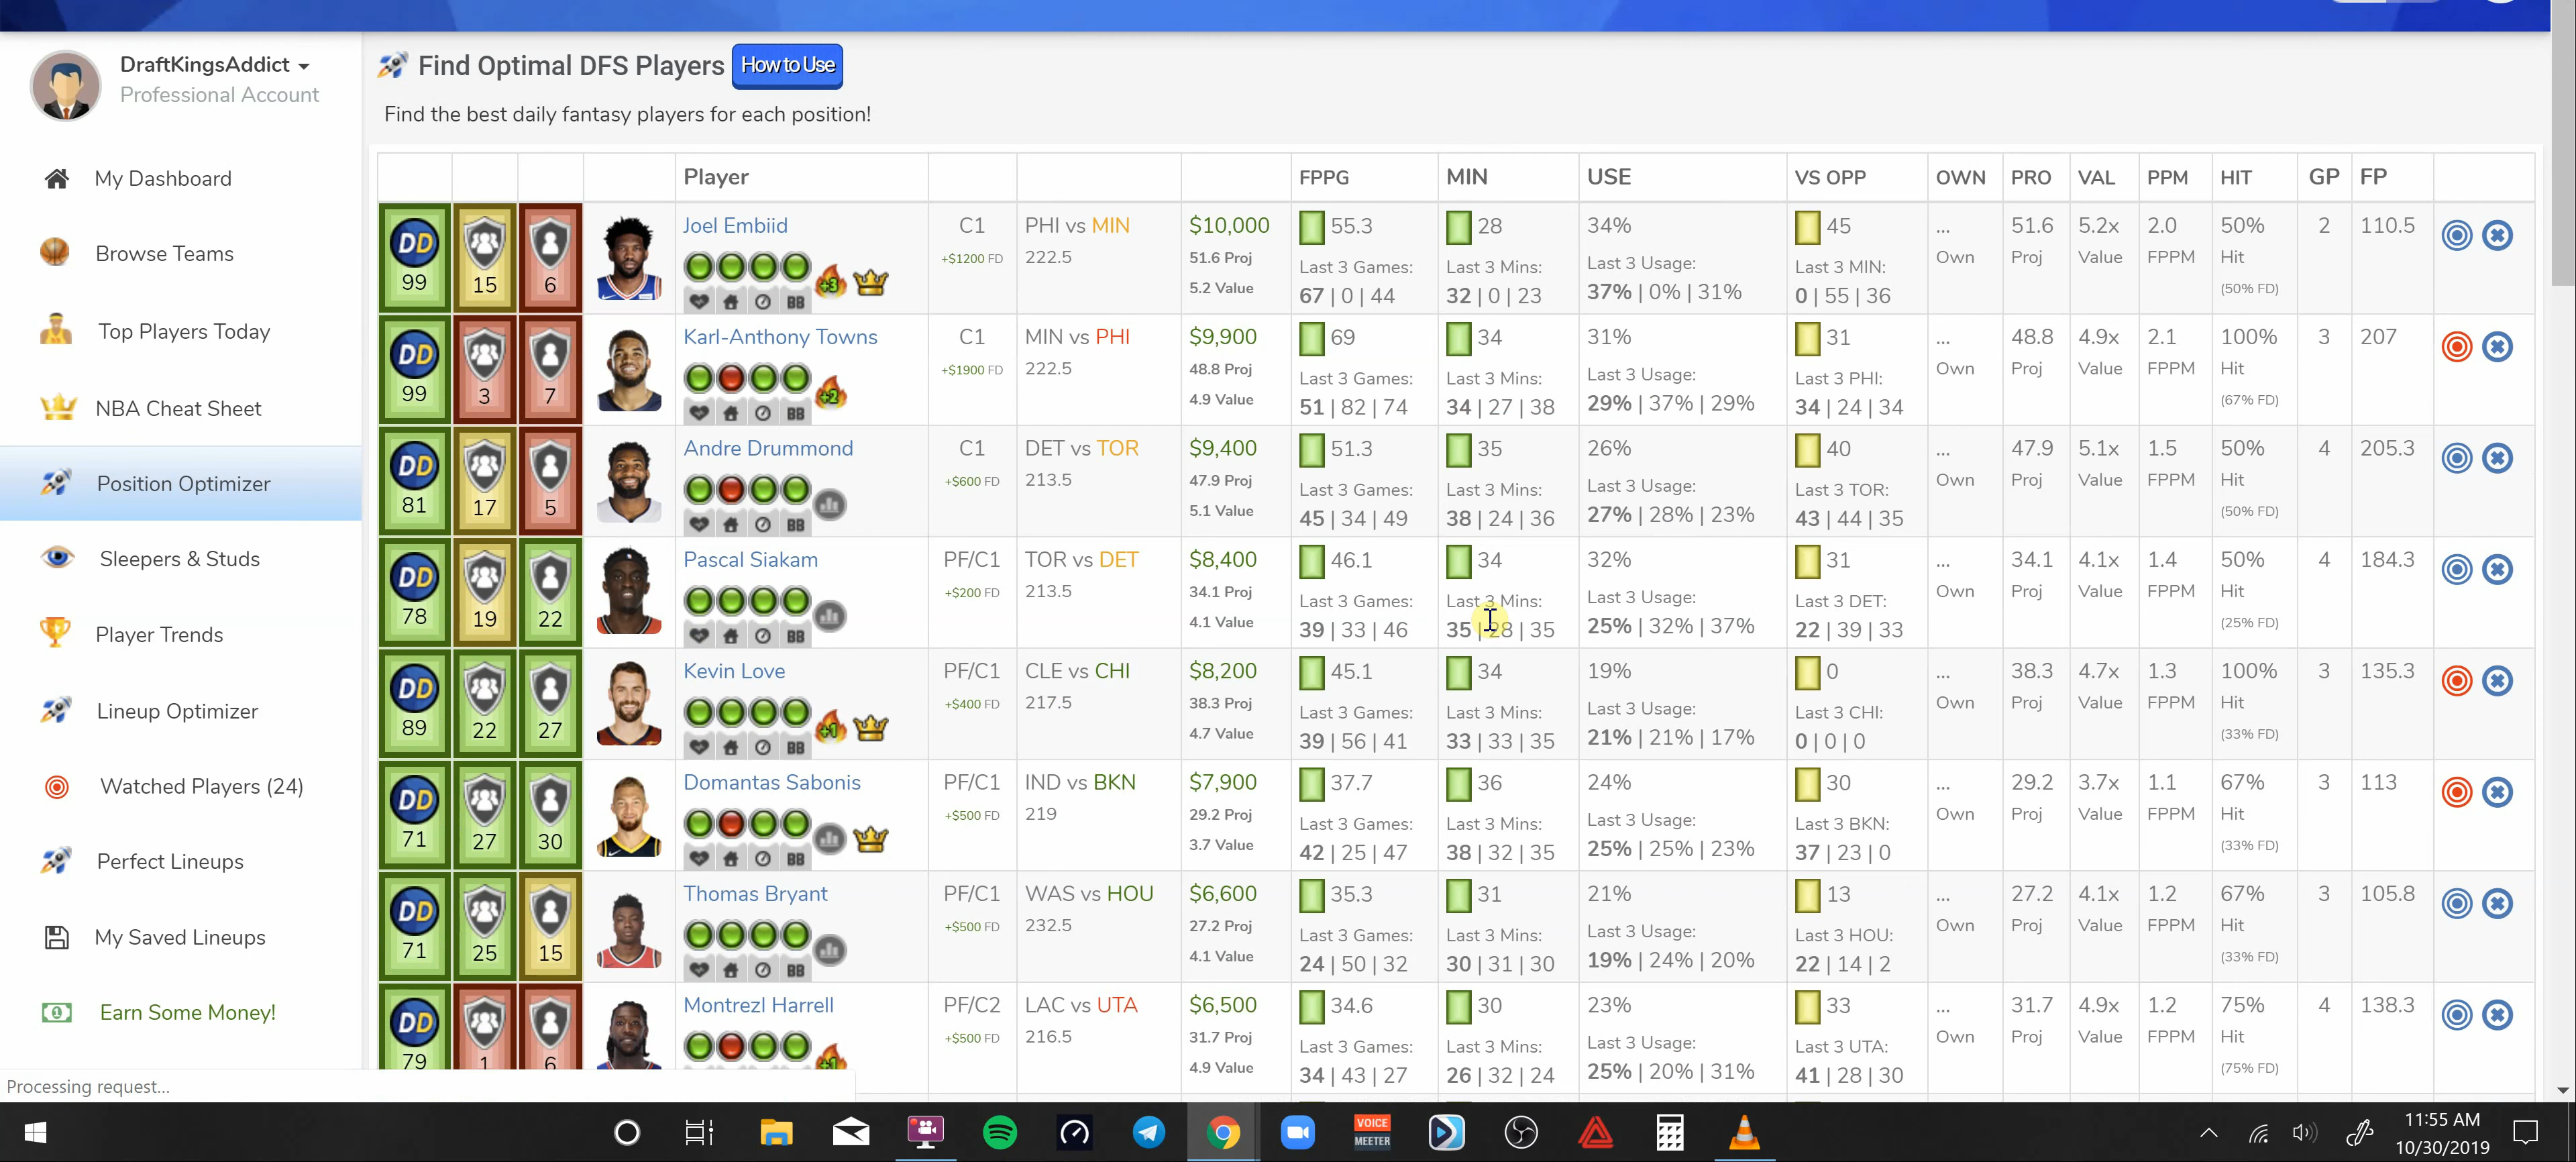 DraftKingsAddict
Professional Account
My Dashboard
Browse Teams
Top Players Today
NBA Cheat Sheet
Position Optimizer
Sleepers & Studs
Player Trends
Lineup Optimizer
Watched Players (24)
Perfect Lineups
My Saved Lineups
Earn Some Money!
Processing request...
Find Optimal DFS Players How to Use
Find the best daily fantasy players for each position!
Player FPPG MIN USE VS OPP OWN PRO VAL PPM HIT GP FP
DD 99 15 6 Joel Embiid C1 PHI vs MIN $10,000 55.3 28 34% 45 ... 51.6 5.2x 2.0 50% 2 110.5
+3 +$1200 FD 222.5 51.6 Proj Last 3 Games: Last 3 Mins: Last 3 Usage: Last 3 MIN: Own Proj Value FPPM Hit
BB 5.2 Value 67 | 0 | 44 32 | 0 | 23 37% | 0% | 31% 0 | 55 | 36 (50% FD)
DD 99 3 7 Karl-Anthony Towns C1 MIN vs PHI $9,900 69 34 31% 31 ... 48.8 4.9x 2.1 100% 3 207
+2 +$1900 FD 222.5 48.8 Proj Last 3 Games: Last 3 Mins: Last 3 Usage: Last 3 PHI: Own Proj Value FPPM Hit
BB 4.9 Value 51 | 82 | 74 34 | 27 | 38 29% | 37% | 29% 34 | 24 | 34 (67% FD)
DD 81 17 5 Andre Drummond C1 DET vs TOR $9,400 51.3 35 26% 40 ... 47.9 5.1x 1.5 50% 4 205.3
+$600 FD 213.5 47.9 Proj Last 3 Games: Last 3 Mins: Last 3 Usage: Last 3 TOR: Own Proj Value FPPM Hit
BB 5.1 Value 45 | 34 | 49 38 | 24 | 36 27% | 28% | 23% 43 | 44 | 35 (50% FD)
DD 78 19 22 Pascal Siakam PF/C1 TOR vs DET $8,400 46.1 34 32% 31 ... 34.1 4.1x 1.4 50% 4 184.3
+$200 FD 213.5 34.1 Proj Last 3 Games: Last 3 Mins: Last 3 Usage: Last 3 DET: Own Proj Value FPPM Hit
BB 4.1 Value 39 | 33 | 46 35 | 28 | 35 25% | 32% | 37% 22 | 39 | 33 (25% FD)
DD 89 22 27 Kevin Love PF/C1 CLE vs CHI $8,200 45.1 34 19% 0 ... 38.3 4.7x 1.3 100% 3 135.3
+1 +$400 FD 217.5 38.3 Proj Last 3 Games: Last 3 Mins: Last 3 Usage: Last 3 CHI: Own Proj Value FPPM Hit
BB 4.7 Value 39 | 56 | 41 33 | 33 | 35 21% | 21% | 17% 0 | 0 | 0 (33% FD)
DD 71 27 30 Domantas Sabonis PF/C1 IND vs BKN $7,900 37.7 36 24% 30 ... 29.2 3.7x 1.1 67% 3 113
+$500 FD 219 29.2 Proj Last 3 Games: Last 3 Mins: Last 3 Usage: Last 3 BKN: Own Proj Value FPPM Hit
BB 3.7 Value 42 | 25 | 47 38 | 32 | 35 25% | 25% | 23% 37 | 23 | 0 (33% FD)
DD 71 25 15 Thomas Bryant PF/C1 WAS vs HOU $6,600 35.3 31 21% 13 ... 27.2 4.1x 1.2 67% 3 105.8
+$500 FD 232.5 27.2 Proj Last 3 Games: Last 3 Mins: Last 3 Usage: Last 3 HOU: Own Proj Value FPPM Hit
BB 4.1 Value 24 | 50 | 32 30 | 31 | 30 19% | 24% | 20% 22 | 14 | 2 (33% FD)
DD 79 1 6 Montrezl Harrell PF/C2 LAC vs UTA $6,500 34.6 30 23% 33 ... 31.7 4.9x 1.2 75% 4 138.3
+1 +$500 FD 216.5 31.7 Proj Last 3 Games: Last 3 Mins: Last 3 Usage: Last 3 UTA: Own Proj Value FPPM Hit
4.9 Value 34 | 43 | 27 26 | 32 | 24 25% | 20% | 31% 41 | 28 | 30 (75% FD)
VOICE
MEETER
11:55 AM
10/30/2019